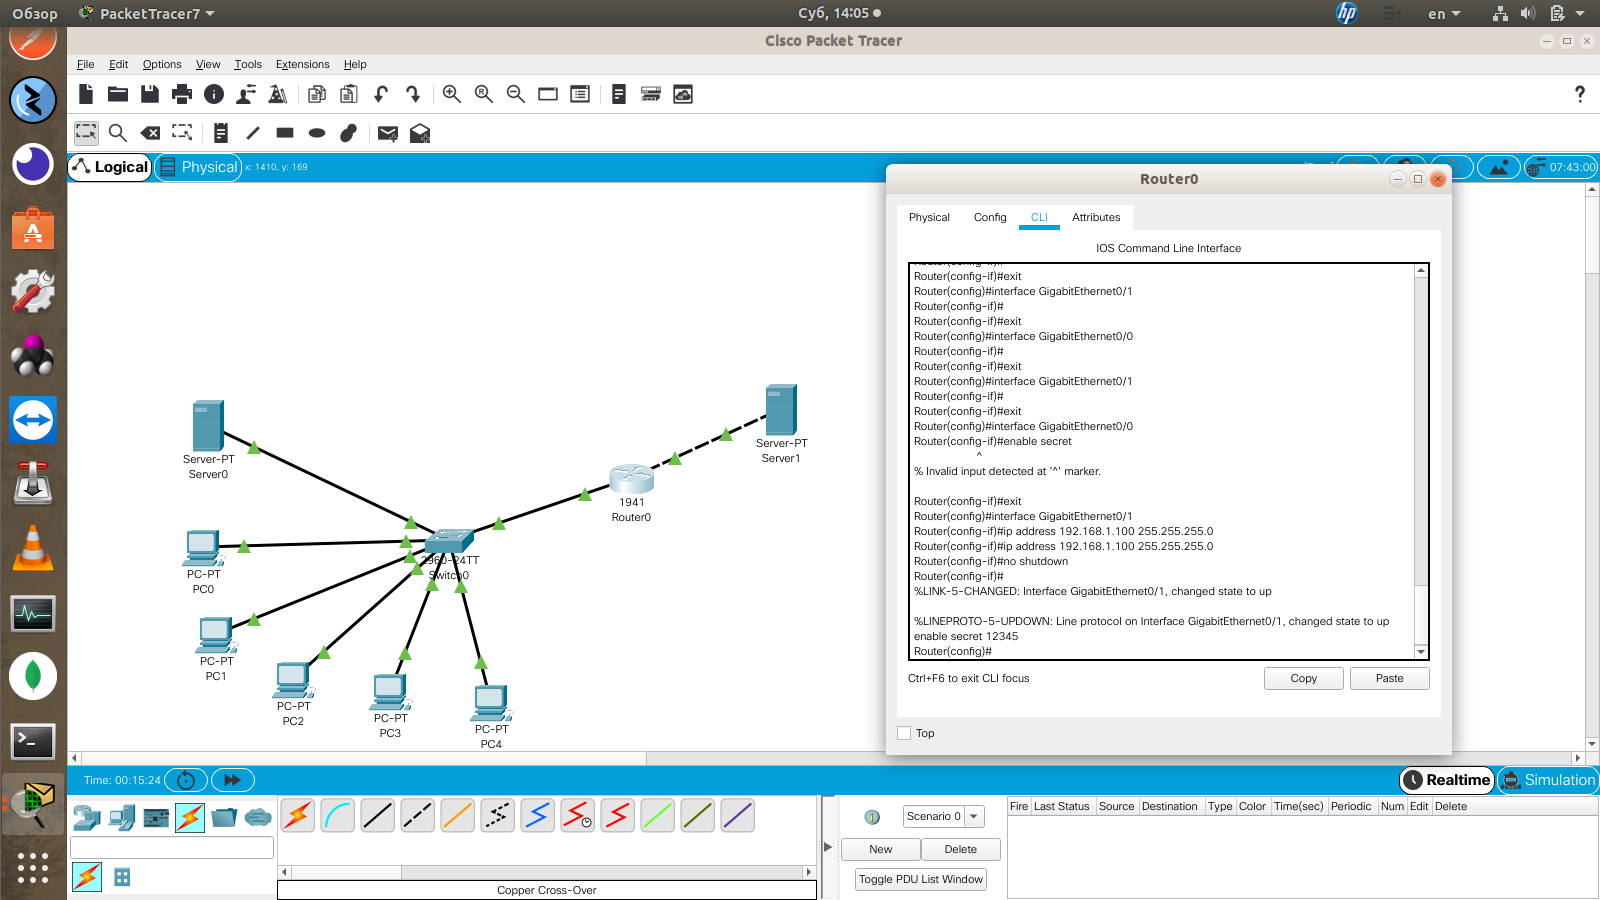 Обзор
PacketTracer7
Суб, 14:05
en
Cisco Packet Tracer
File Edit Options View Tools Extensions Help
Logical
Physical
x: 1410, y: 169
07:43:00
Router0
Physical Config CLI Attributes
IOS Command Line Interface
Router(config-if)#exit
Router(config)#interface GigabitEthernet0/1
Router(config-if)#
Router(config-if)#exit
Router(config)#interface GigabitEthernet0/0
Router(config-if)#
Router(config-if)#exit
Router(config)#interface GigabitEthernet0/1
Router(config-if)#
Router(config-if)#exit
Router(config)#interface GigabitEthernet0/0
Router(config-if)#enable secret
^
% Invalid input detected at '^' marker.
Router(config-if)#exit
Router(config)#interface GigabitEthernet0/1
Router(config-if)#ip address 192.168.1.100 255.255.255.0
Router(config-if)#ip address 192.168.1.100 255.255.255.0
Router(config-if)#no shutdown
Router(config-if)#
%LINK-5-CHANGED: Interface GigabitEthernet0/1, changed state to up
%LINEPROTO-5-UPDOWN: Line protocol on Interface GigabitEthernet0/1, changed state to up
enable secret 12345
Router(config)#
Ctrl+F6 to exit CLI focus
Copy
Paste
Top
Server-PT
Server0
Server-PT
Server1
1941
Router0
2960-24TT
Switch0
PC-PT
PC0
PC-PT
PC1
PC-PT
PC2
PC-PT
PC3
PC-PT
PC4
Time: 00:15:24
Realtime
Simulation
Scenario 0
New
Delete
Toggle PDU List Window
Fire Last Status Source Destination Type Color Time(sec) Periodic Num Edit Delete
Copper Cross-Over